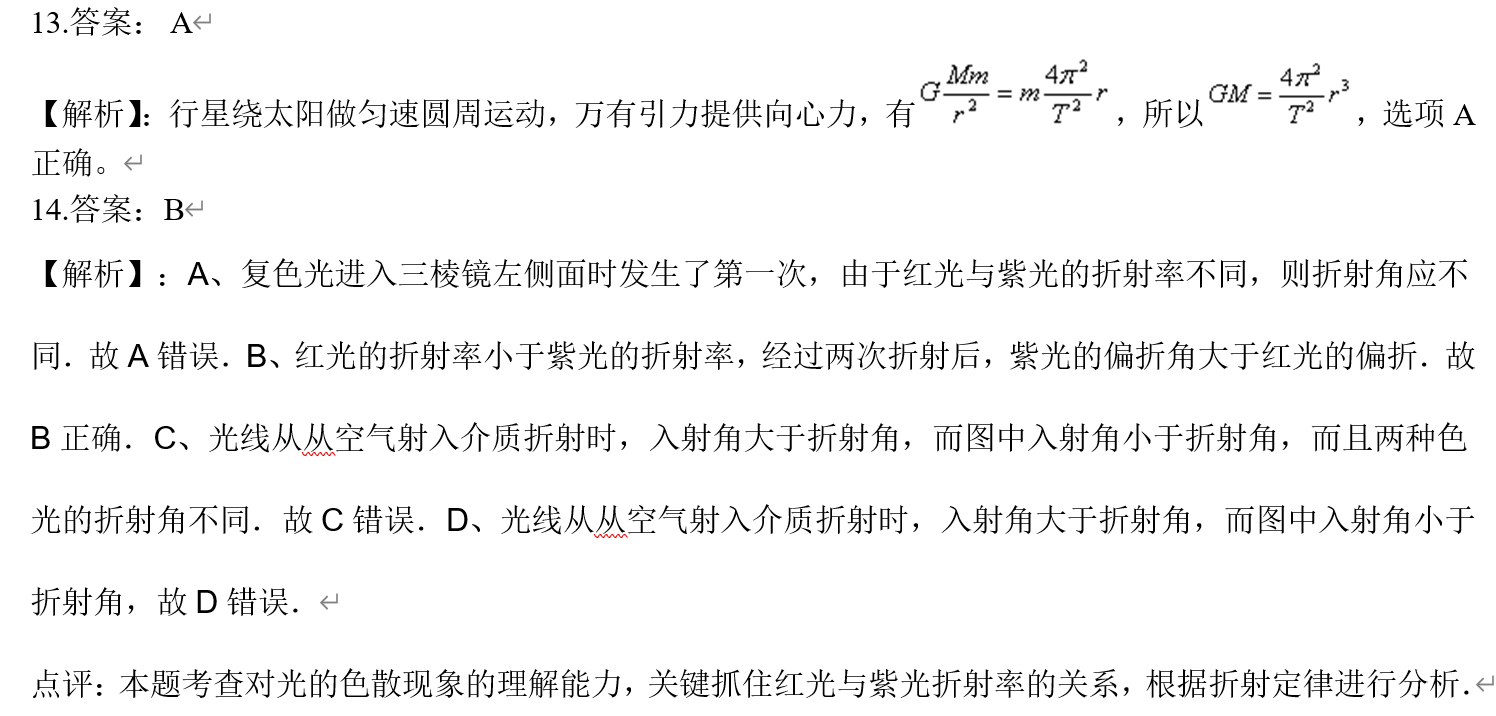 13.答案： A↵
【解析】：行星绕太阳做匀速圆周运动，万有引力提供向心力，有 G\frac{Mm}{r^2}=m\frac{4π^2}{T^2}r ，所以 GM=\frac{4π^2}{T^2}r^3 ，选项 A
正确。↵
14.答案：B↵
【解析】：A、复色光进入三棱镜左侧面时发生了第一次，由于红光与紫光的折射率不同，则折射角应不
同．故 A 错误．B、红光的折射率小于紫光的折射率，经过两次折射后，紫光的偏折角大于红光的偏折．故
B 正确．C、光线从从空气射入介质折射时，入射角大于折射角，而图中入射角小于折射角，而且两种色
光的折射角不同．故 C 错误．D、光线从从空气射入介质折射时，入射角大于折射角，而图中入射角小于
折射角，故 D 错误．↵
点评：本题考查对光的色散现象的理解能力，关键抓住红光与紫光折射率的关系，根据折射定律进行分析．↵